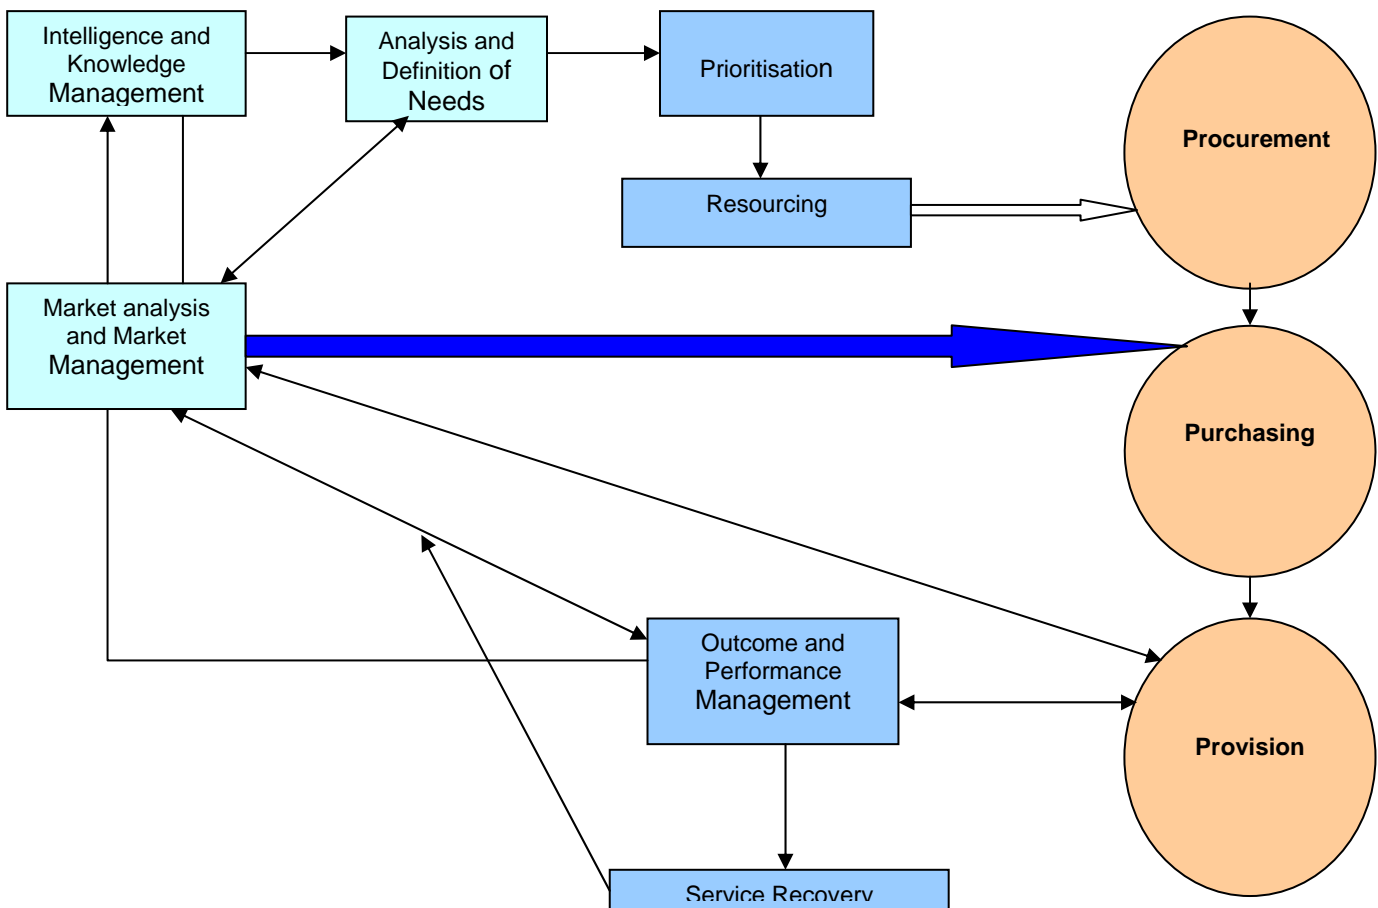 Intelligence and
Knowledge
Management
Analysis and
Definition of
Needs
Prioritisation
Procurement
Resourcing
Market analysis
and Market
Management
Purchasing
Outcome and
Performance
Management
Provision
Service Recovery